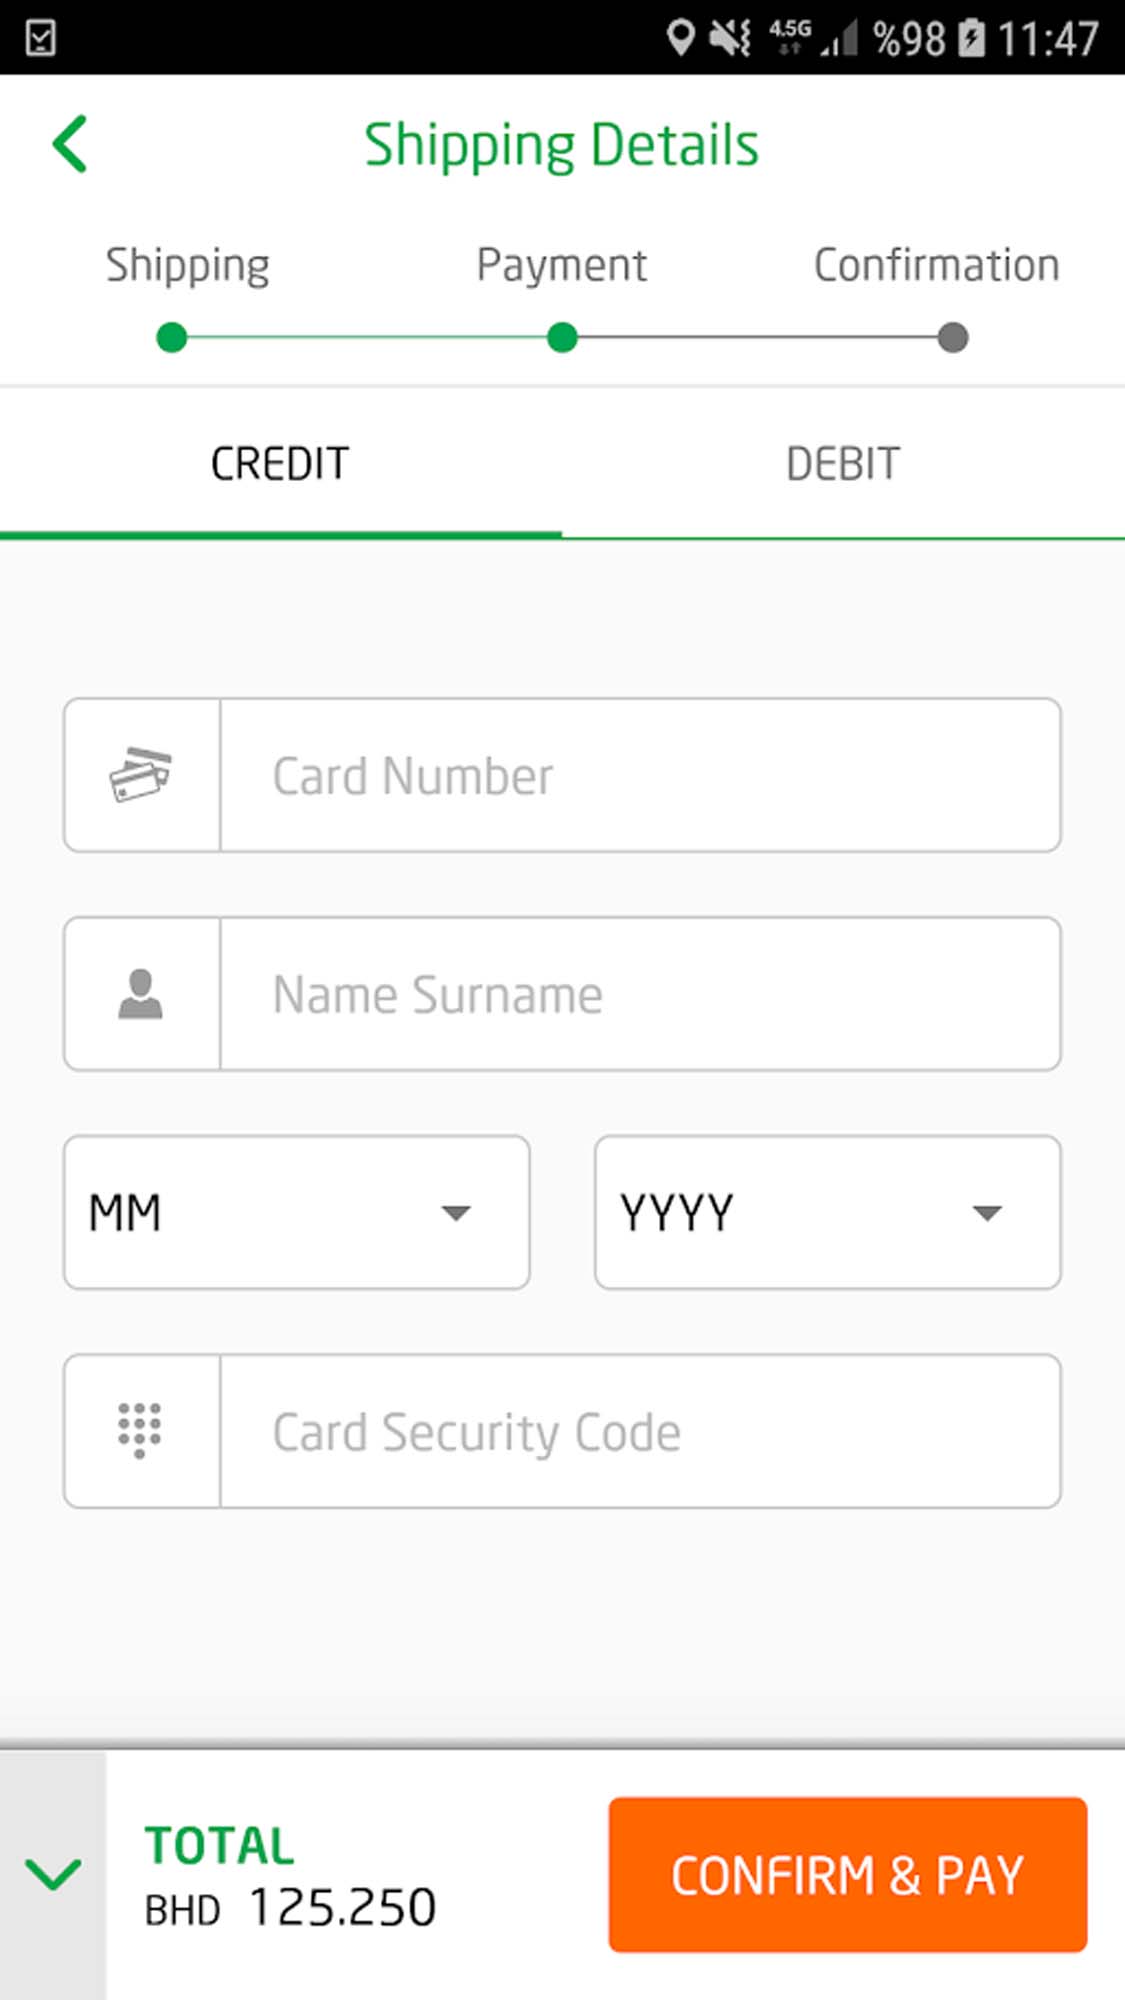 4.5G %98 11:47
Shipping Details
Shipping Payment Confirmation
CREDIT DEBIT
Card Number
Name Surname
MM YYYY
Card Security Code
TOTAL
BHD 125.250
CONFIRM & PAY